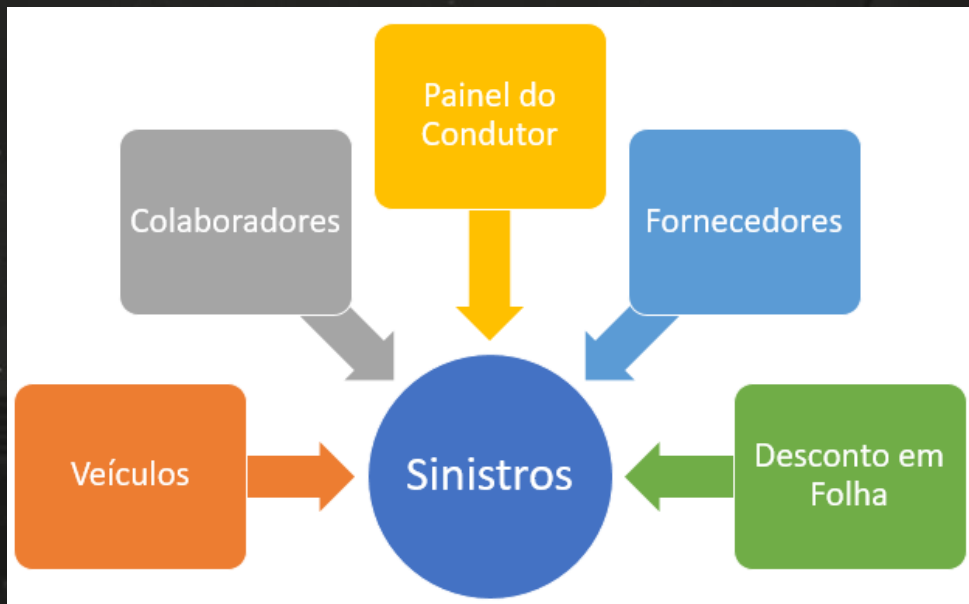 Painel do
Condutor
Colaboradores
Fornecedores
Veículos
Sinistros
Desconto em
Folha